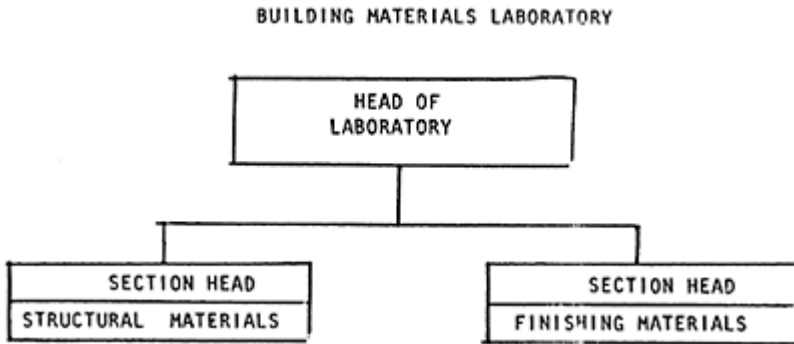 BUILDING MATERIALS LABORATORY
HEAD OF
LABORATORY
SECTION HEAD
STRUCTURAL MATERIALS
SECTION HEAD
FINISHING MATERIALS